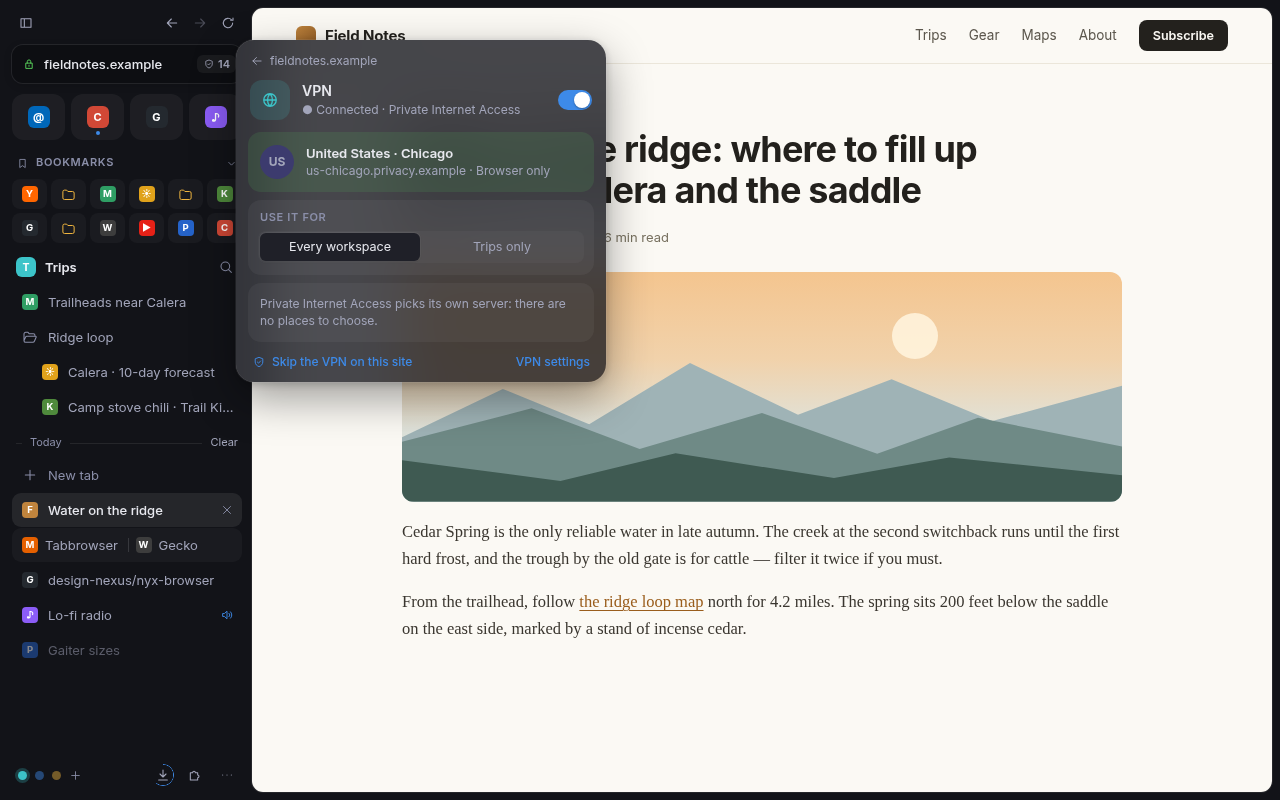 fieldnotes.example
14
@
C
G
BOOKMARKS
Y
M
K
G
W
P
C
T
Trips
M
Trailheads near Calera
Ridge loop
Calera · 10-day forecast
K
Camp stove chili · Trail Ki...
Today
Clear
New tab
F
Water on the ridge
M
Tabbrowser
W
Gecko
G
design-nexus/nyx-browser
Lo-fi radio
P
Gaiter sizes
fieldnotes.example
VPN
Connected · Private Internet Access
US
United States · Chicago
us-chicago.privacy.example · Browser only
USE IT FOR
Every workspace
Trips only
Private Internet Access picks its own server: there are
no places to choose.
Skip the VPN on this site
VPN settings
Field Notes
Trips
Gear
Maps
About
Subscribe
ridge: where to fill up
and the saddle
6 min read
Cedar Spring is the only reliable water in late autumn. The creek at the second switchback runs until the first
hard frost, and the trough by the old gate is for cattle — filter it twice if you must.
From the trailhead, follow the ridge loop map north for 4.2 miles. The spring sits 200 feet below the saddle
on the east side, marked by a stand of incense cedar.